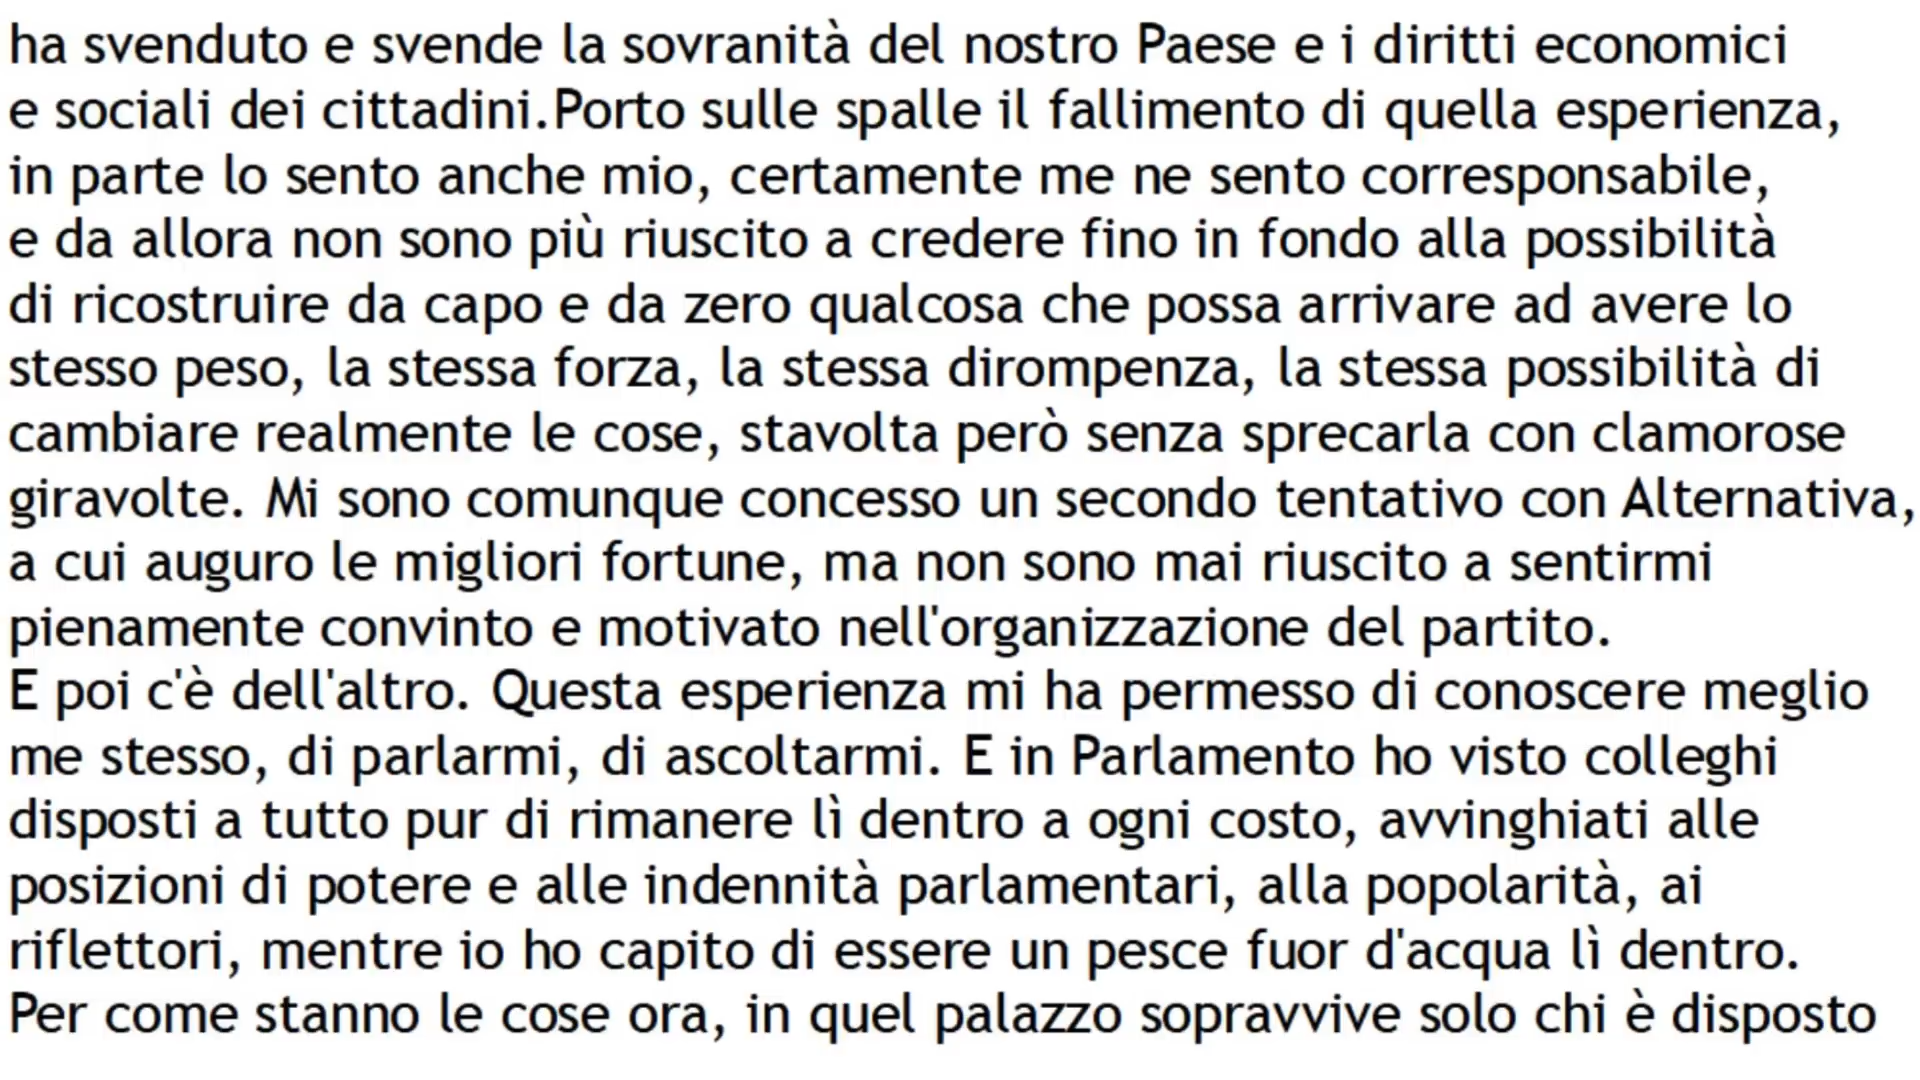 ha svenduto e svende la sovranità del nostro Paese e i diritti economici
e sociali dei cittadini.Porto sulle spalle il fallimento di quella esperienza,
in parte lo sento anche mio, certamente me ne sento corresponsabile,
e da allora non sono più riuscito a credere fino in fondo alla possibilità
di ricostruire da capo e da zero qualcosa che possa arrivare ad avere lo
stesso peso, la stessa forza, la stessa dirompenza, la stessa possibilità di
cambiare realmente le cose, stavolta però senza sprecarla con clamorose
giravolte. Mi sono comunque concesso un secondo tentativo con Alternativa,
a cui auguro le migliori fortune, ma non sono mai riuscito a sentirmi
pienamente convinto e motivato nell'organizzazione del partito.
E poi c'è dell'altro. Questa esperienza mi ha permesso di conoscere meglio
me stesso, di parlarmi, di ascoltarmi. E in Parlamento ho visto colleghi
disposti a tutto pur di rimanere lì dentro a ogni costo, avvinghiati alle
posizioni di potere e alle indennità parlamentari, alla popolarità, ai
riflettori, mentre io ho capito di essere un pesce fuor d'acqua lì dentro.
Per come stanno le cose ora, in quel palazzo sopravvive solo chi è disposto